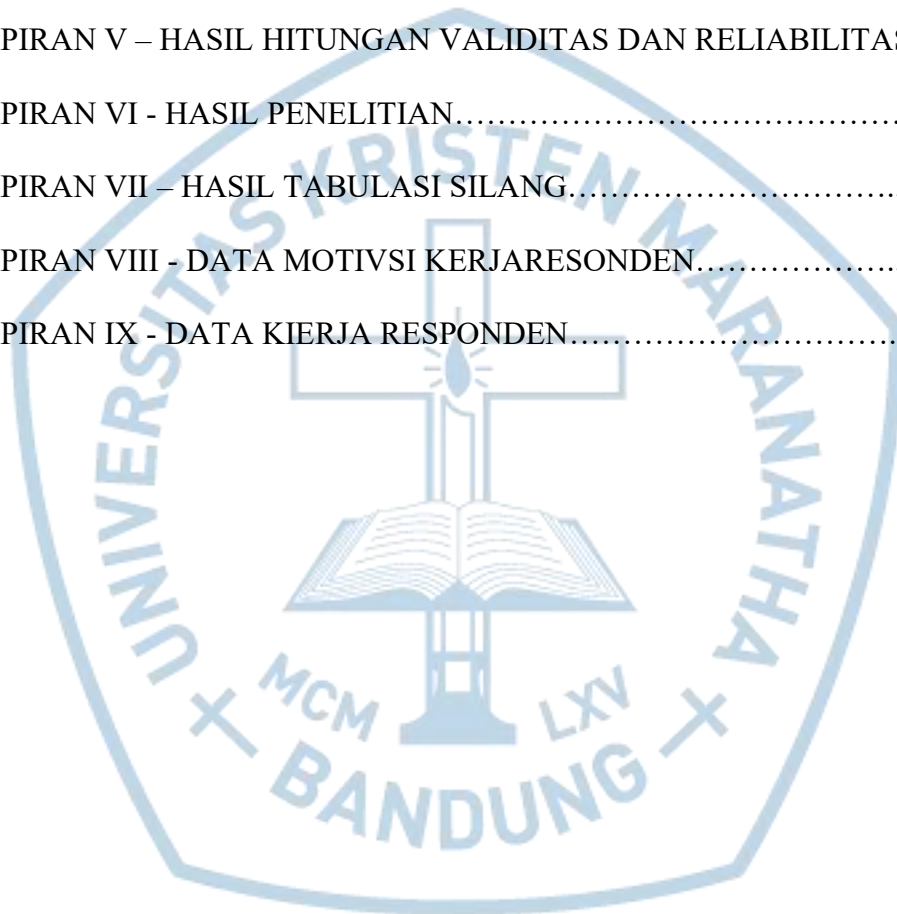 PIRAN V – HASIL HITUNGAN VALIDITAS DAN RELIABILITAS
PIRAN VI - HASIL PENELITIAN…………………………………….
PIRAN VII – HASIL TABULASI SILANG…………………………..
PIRAN VIII - DATA MOTIVSI KERJARESONDEN………………..
PIRAN IX - DATA KIERJA RESPONDEN………………………….
UNIVERSITAS KRISTEN MARANATHA
MCM LXV
BANDUNG